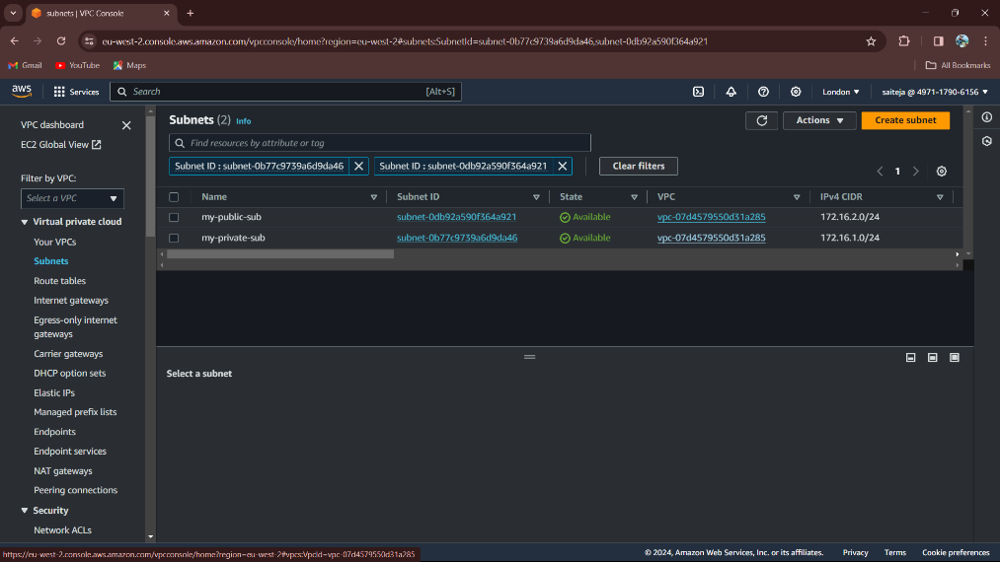 subnets | VPC Console
eu-west-2.console.aws.amazon.com/vpcconsole/home?region=eu-west-2#subnets:SubnetId=subnet-0b77c9739a6d9da46,subnet-0db92a590f364a921
Gmail YouTube Maps All Bookmarks
aws Services Search [Alt+S] London saiteja @ 4971-1790-6156
VPC dashboard
EC2 Global View
Filter by VPC:
Select a VPC
Virtual private cloud
Your VPCs
Subnets
Route tables
Internet gateways
Egress-only internet
gateways
Carrier gateways
DHCP option sets
Elastic IPs
Managed prefix lists
Endpoints
Endpoint services
NAT gateways
Peering connections
Security
Network ACLs
Subnets (2) Info
Actions Create subnet
Find resources by attribute or tag
Subnet ID : subnet-0b77c9739a6d9da46 Subnet ID : subnet-0db92a590f364a921 Clear filters
1
Name Subnet ID State VPC IPv4 CIDR
my-public-sub subnet-0db92a590f364a921 Available vpc-07d4579550d31a285 172.16.2.0/24
my-private-sub subnet-0b77c9739a6d9da46 Available vpc-07d4579550d31a285 172.16.1.0/24
Select a subnet
https://eu-west-2.console.aws.amazon.com/vpcconsole/home?region=eu-west-2#vpcs:VpcId=vpc-07d4579550d31a285
© 2024, Amazon Web Services, Inc. or its affiliates. Privacy Terms Cookie preferences